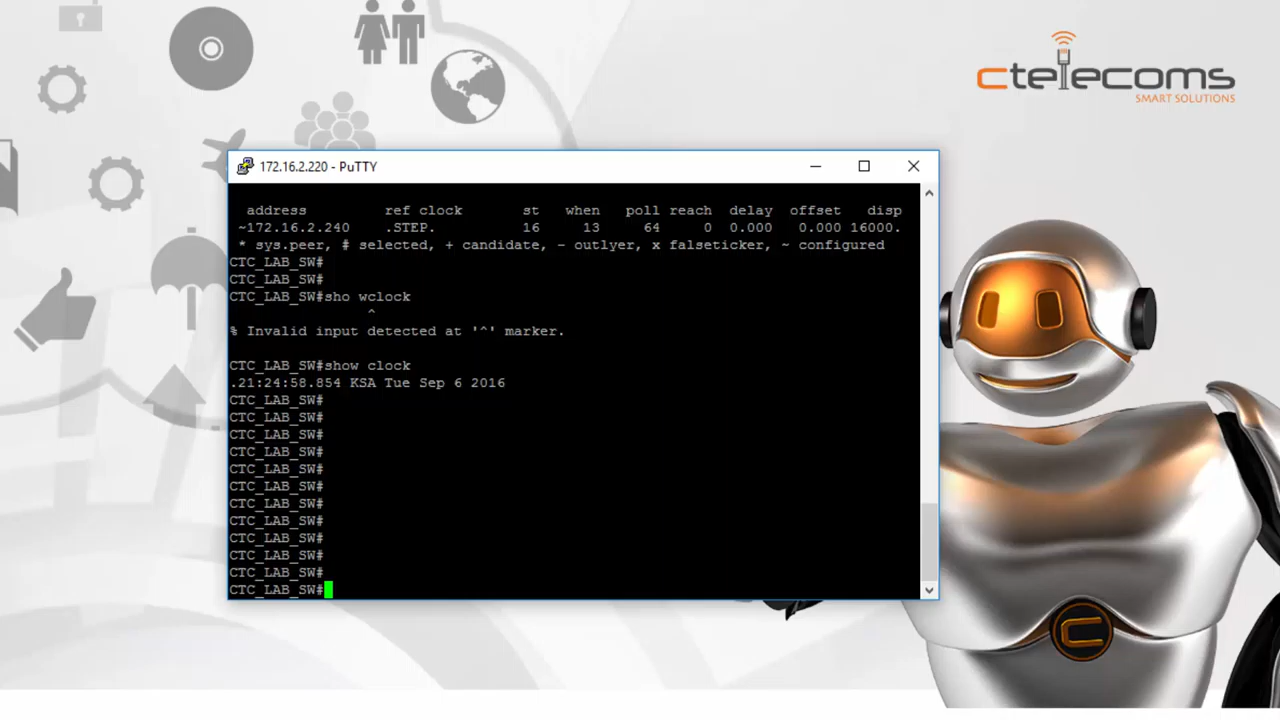 ctelecoms
SMART SOLUTIONS
172.16.2.220 - PuTTY
address ref clock st when poll reach delay offset disp
~172.16.2.240 .STEP. 16 13 64 0 0.000 0.000 16000.
* sys.peer, # selected, + candidate, - outlyer, x falseticker, ~ configured
CTC_LAB_SW#
CTC_LAB_SW#
CTC_LAB_SW#sho wclock
^
% Invalid input detected at '^' marker.
CTC_LAB_SW#show clock
.21:24:58.854 KSA Tue Sep 6 2016
CTC_LAB_SW#
CTC_LAB_SW#
CTC_LAB_SW#
CTC_LAB_SW#
CTC_LAB_SW#
CTC_LAB_SW#
CTC_LAB_SW#
CTC_LAB_SW#
CTC_LAB_SW#
CTC_LAB_SW#
CTC_LAB_SW#
CTC_LAB_SW#